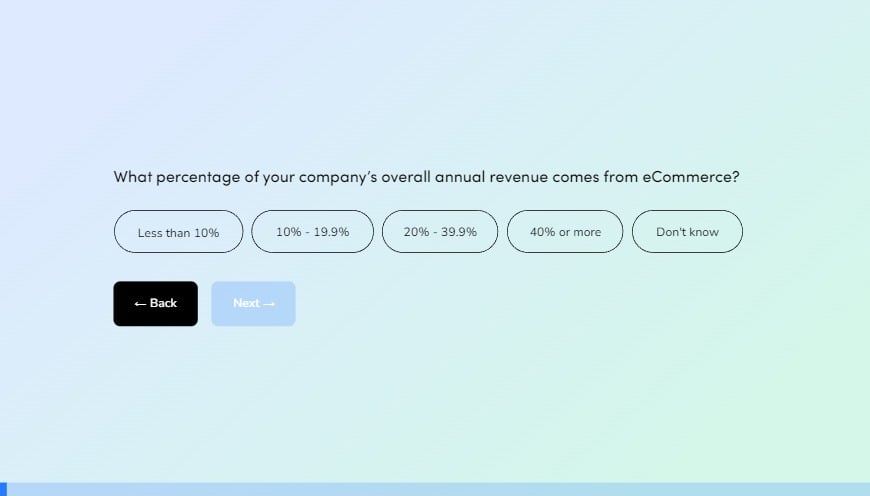 What percentage of your company’s overall annual revenue comes from eCommerce?
Less than 10% 10% - 19.9% 20% - 39.9% 40% or more Don't know
← Back Next →